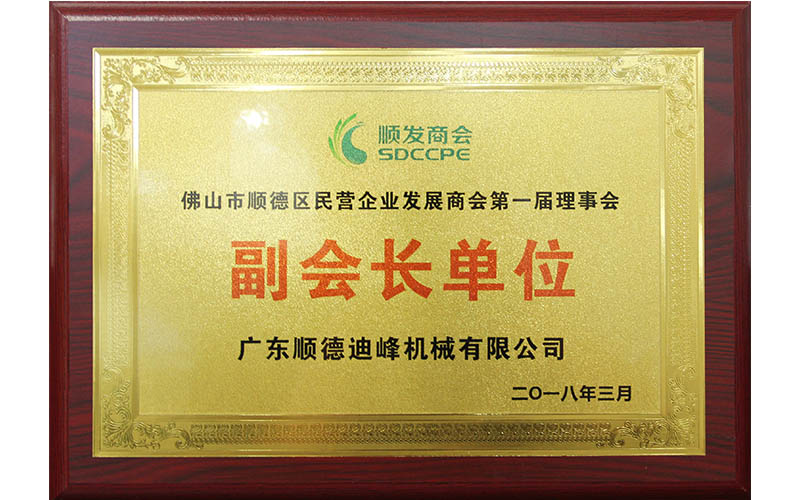 顺发商会
SDCCPE
佛山市顺德区民营企业发展商会第一届理事会
副会长单位
广东顺德迪峰机械有限公司
二〇一八年三月